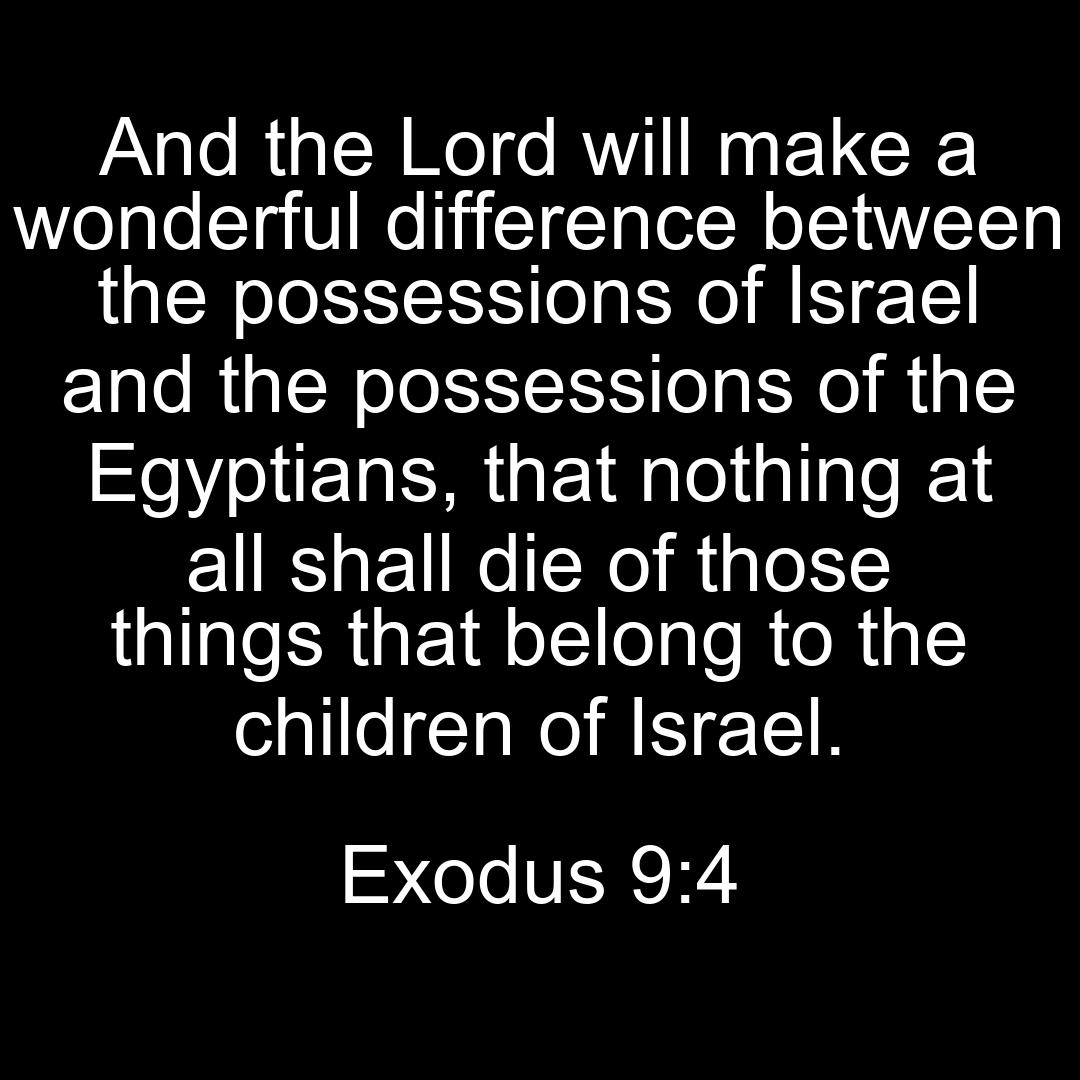 And the Lord will make a
wonderful difference between
the possessions of Israel
and the possessions of the
Egyptians, that nothing at
all shall die of those
things that belong to the
children of Israel.
Exodus 9:4